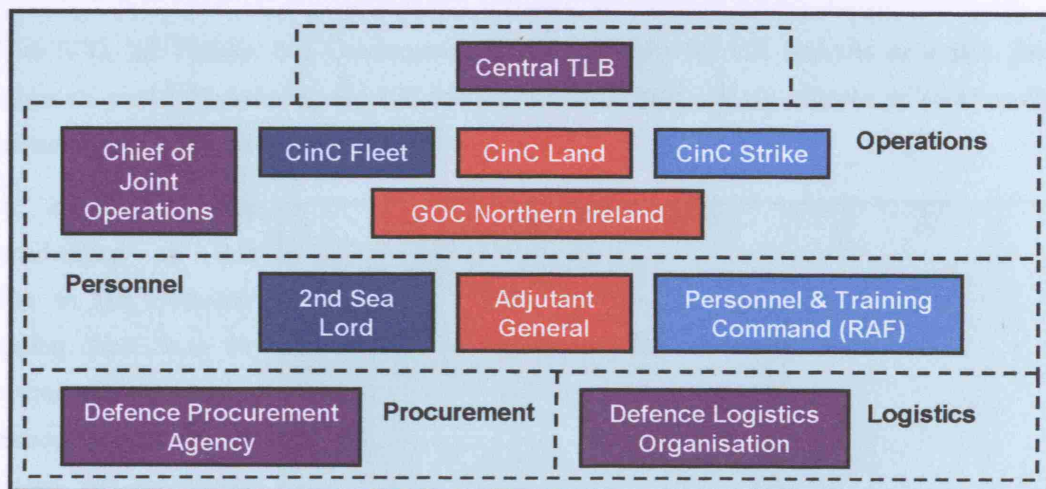 Central TLB
Operations
Chief of
Joint
Operations
CinC Fleet
CinC Land
CinC Strike
GOC Northern Ireland
Personnel
2nd Sea
Lord
Adjutant
General
Personnel & Training
Command (RAF)
Defence Procurement
Agency
Procurement
Defence Logistics
Organisation
Logistics